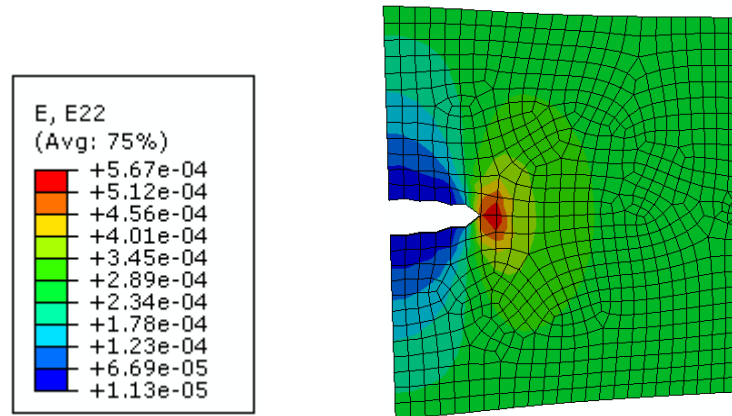 E, E22
(Avg: 75%)
+5.67e-04
+5.12e-04
+4.56e-04
+4.01e-04
+3.45e-04
+2.89e-04
+2.34e-04
+1.78e-04
+1.23e-04
+6.69e-05
+1.13e-05